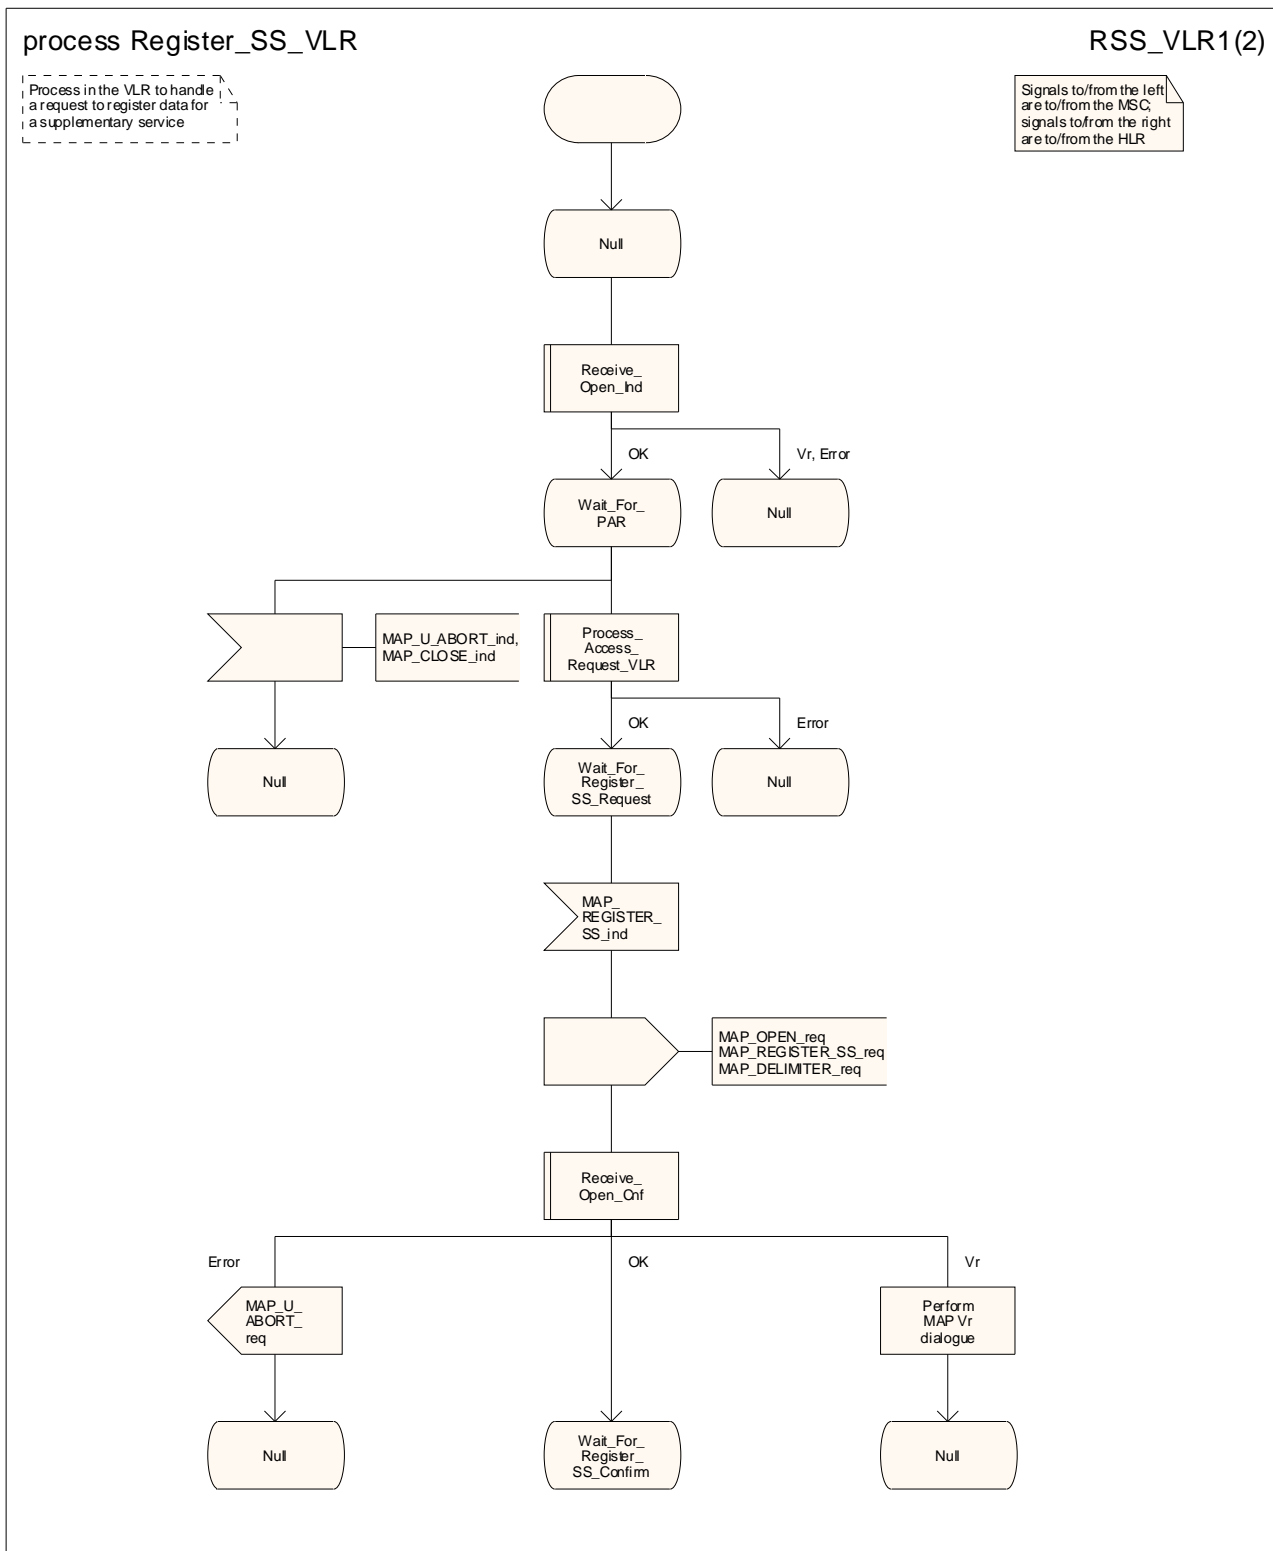 process Register_SS_VLR
RSS_VLR1(2)
Process in the VLR to handle
a request to register data for
a supplementary service
Signals to/from the left
are to/from the MSC;
signals to/from the right
are to/from the HLR
Null
Receive_
Open_Ind
OK
Vr, Error
Wait_For_
PAR
Null
MAP_U_ABORT_ind,
MAP_CLOSE_ind
Process_
Access_
Request_VLR
OK
Error
Null
Wait_For_
Register_
SS_Request
Null
MAP_
REGISTER_
SS_ind
MAP_OPEN_req
MAP_REGISTER_SS_req
MAP_DELIMITER_req
Receive_
Open_Cnf
Error
OK
Vr
MAP_U_
ABORT_
req
Perform
MAP Vr
dialogue
Null
Wait_For_
Register_
SS_Confirm
Null